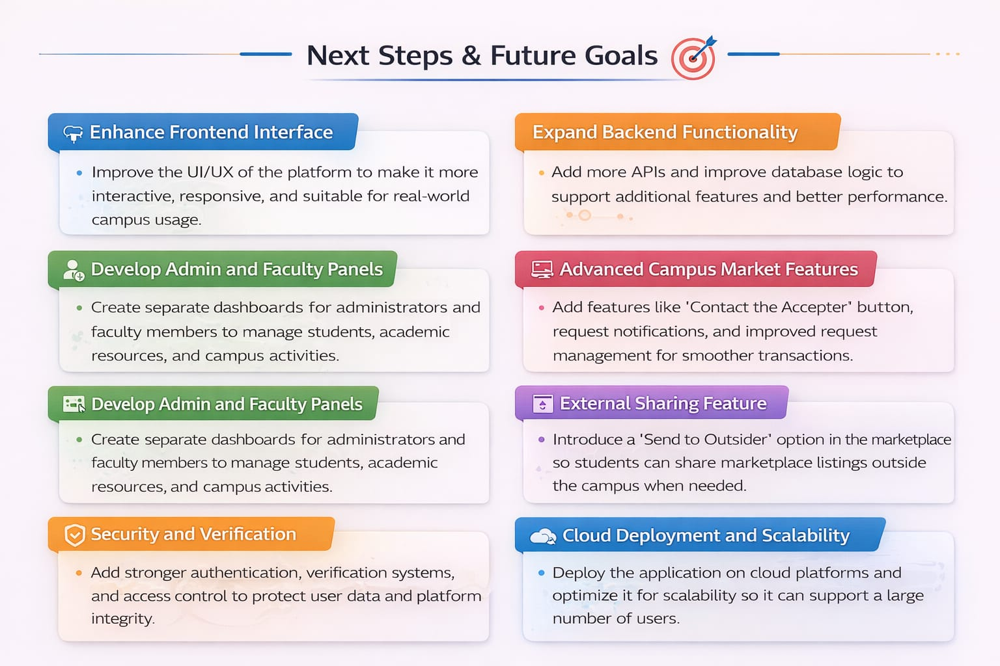 Next Steps & Future Goals
Enhance Frontend Interface
• Improve the UI/UX of the platform to make it more
interactive, responsive, and suitable for real-world
campus usage.
Expand Backend Functionality
• Add more APIs and improve database logic to
support additional features and better performance.
Develop Admin and Faculty Panels
• Create separate dashboards for administrators and
faculty members to manage students, academic
resources, and campus activities.
Advanced Campus Market Features
• Add features like 'Contact the Accepter' button,
request notifications, and improved request
management for smoother transactions.
Develop Admin and Faculty Panels
• Create separate dashboards for administrators and
faculty members to manage students, academic
resources, and campus activities.
External Sharing Feature
• Introduce a 'Send to Outsider' option in the marketplace
so students can share marketplace listings outside
the campus when needed.
Security and Verification
• Add stronger authentication, verification systems,
and access control to protect user data and platform
integrity.
Cloud Deployment and Scalability
• Deploy the application on cloud platforms and
optimize it for scalability so it can support a large
number of users.